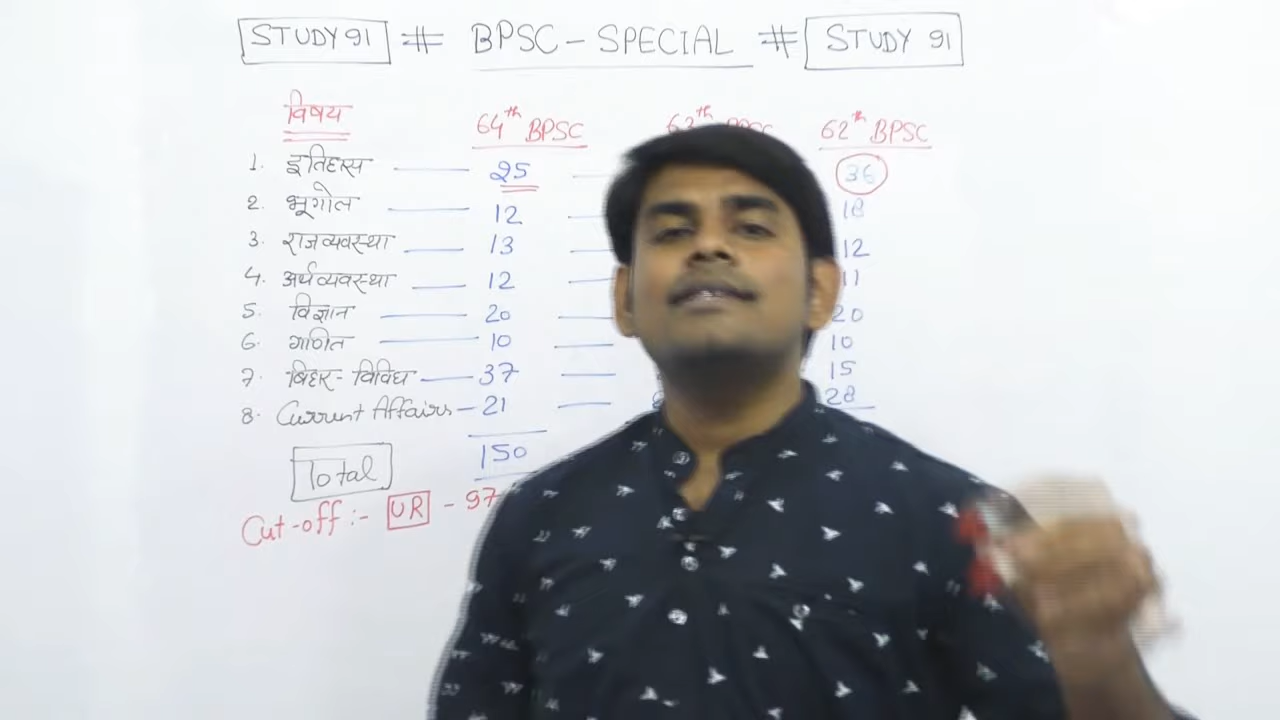 STUDY 91 # BPSC - SPECIAL # STUDY 91
विषय 64th BPSC 63th BPSC 62th BPSC
1. इतिहास 25 36
2. भूगोल 12 18
3. राजव्यवस्था 13 12
4. अर्थव्यवस्था 12 11
5. विज्ञान 20 20
6. गणित 10 10
7. बिहार - विविध 37 15
8. Current Affairs 21 28
Total 150
Cut-off :- UR - 97